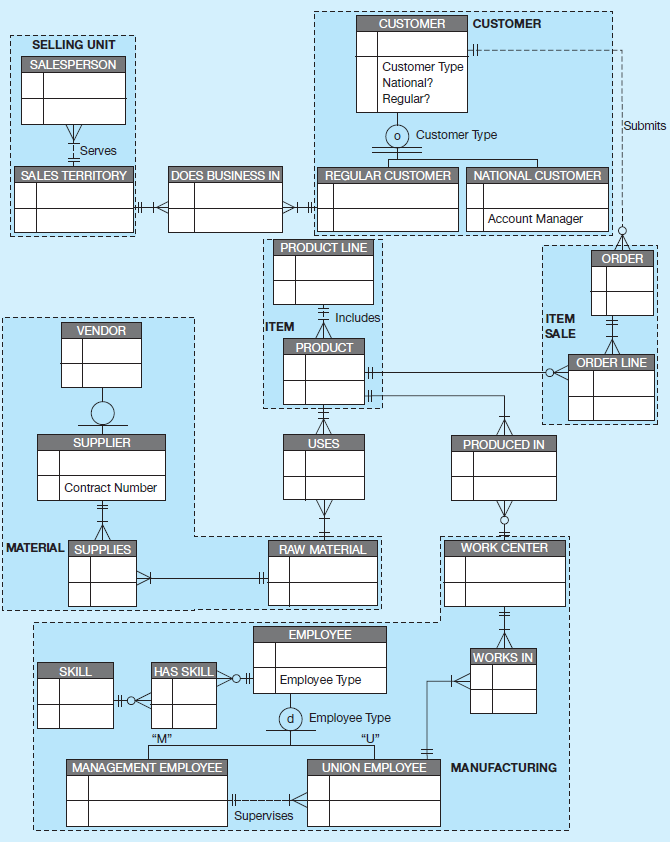 SELLING UNIT
SALESPERSON
Serves
SALES TERRITORY
DOES BUSINESS IN
CUSTOMER
CUSTOMER
Customer Type
National?
Regular?
o
Customer Type
REGULAR CUSTOMER
NATIONAL CUSTOMER
Account Manager
Submits
PRODUCT LINE
Includes
ITEM
PRODUCT
ORDER
ITEM
SALE
ORDER LINE
VENDOR
SUPPLIER
Contract Number
USES
PRODUCED IN
MATERIAL
SUPPLIES
RAW MATERIAL
WORK CENTER
EMPLOYEE
Employee Type
SKILL
HAS SKILL
WORKS IN
d
Employee Type
"M"
"U"
MANAGEMENT EMPLOYEE
UNION EMPLOYEE
MANUFACTURING
Supervises